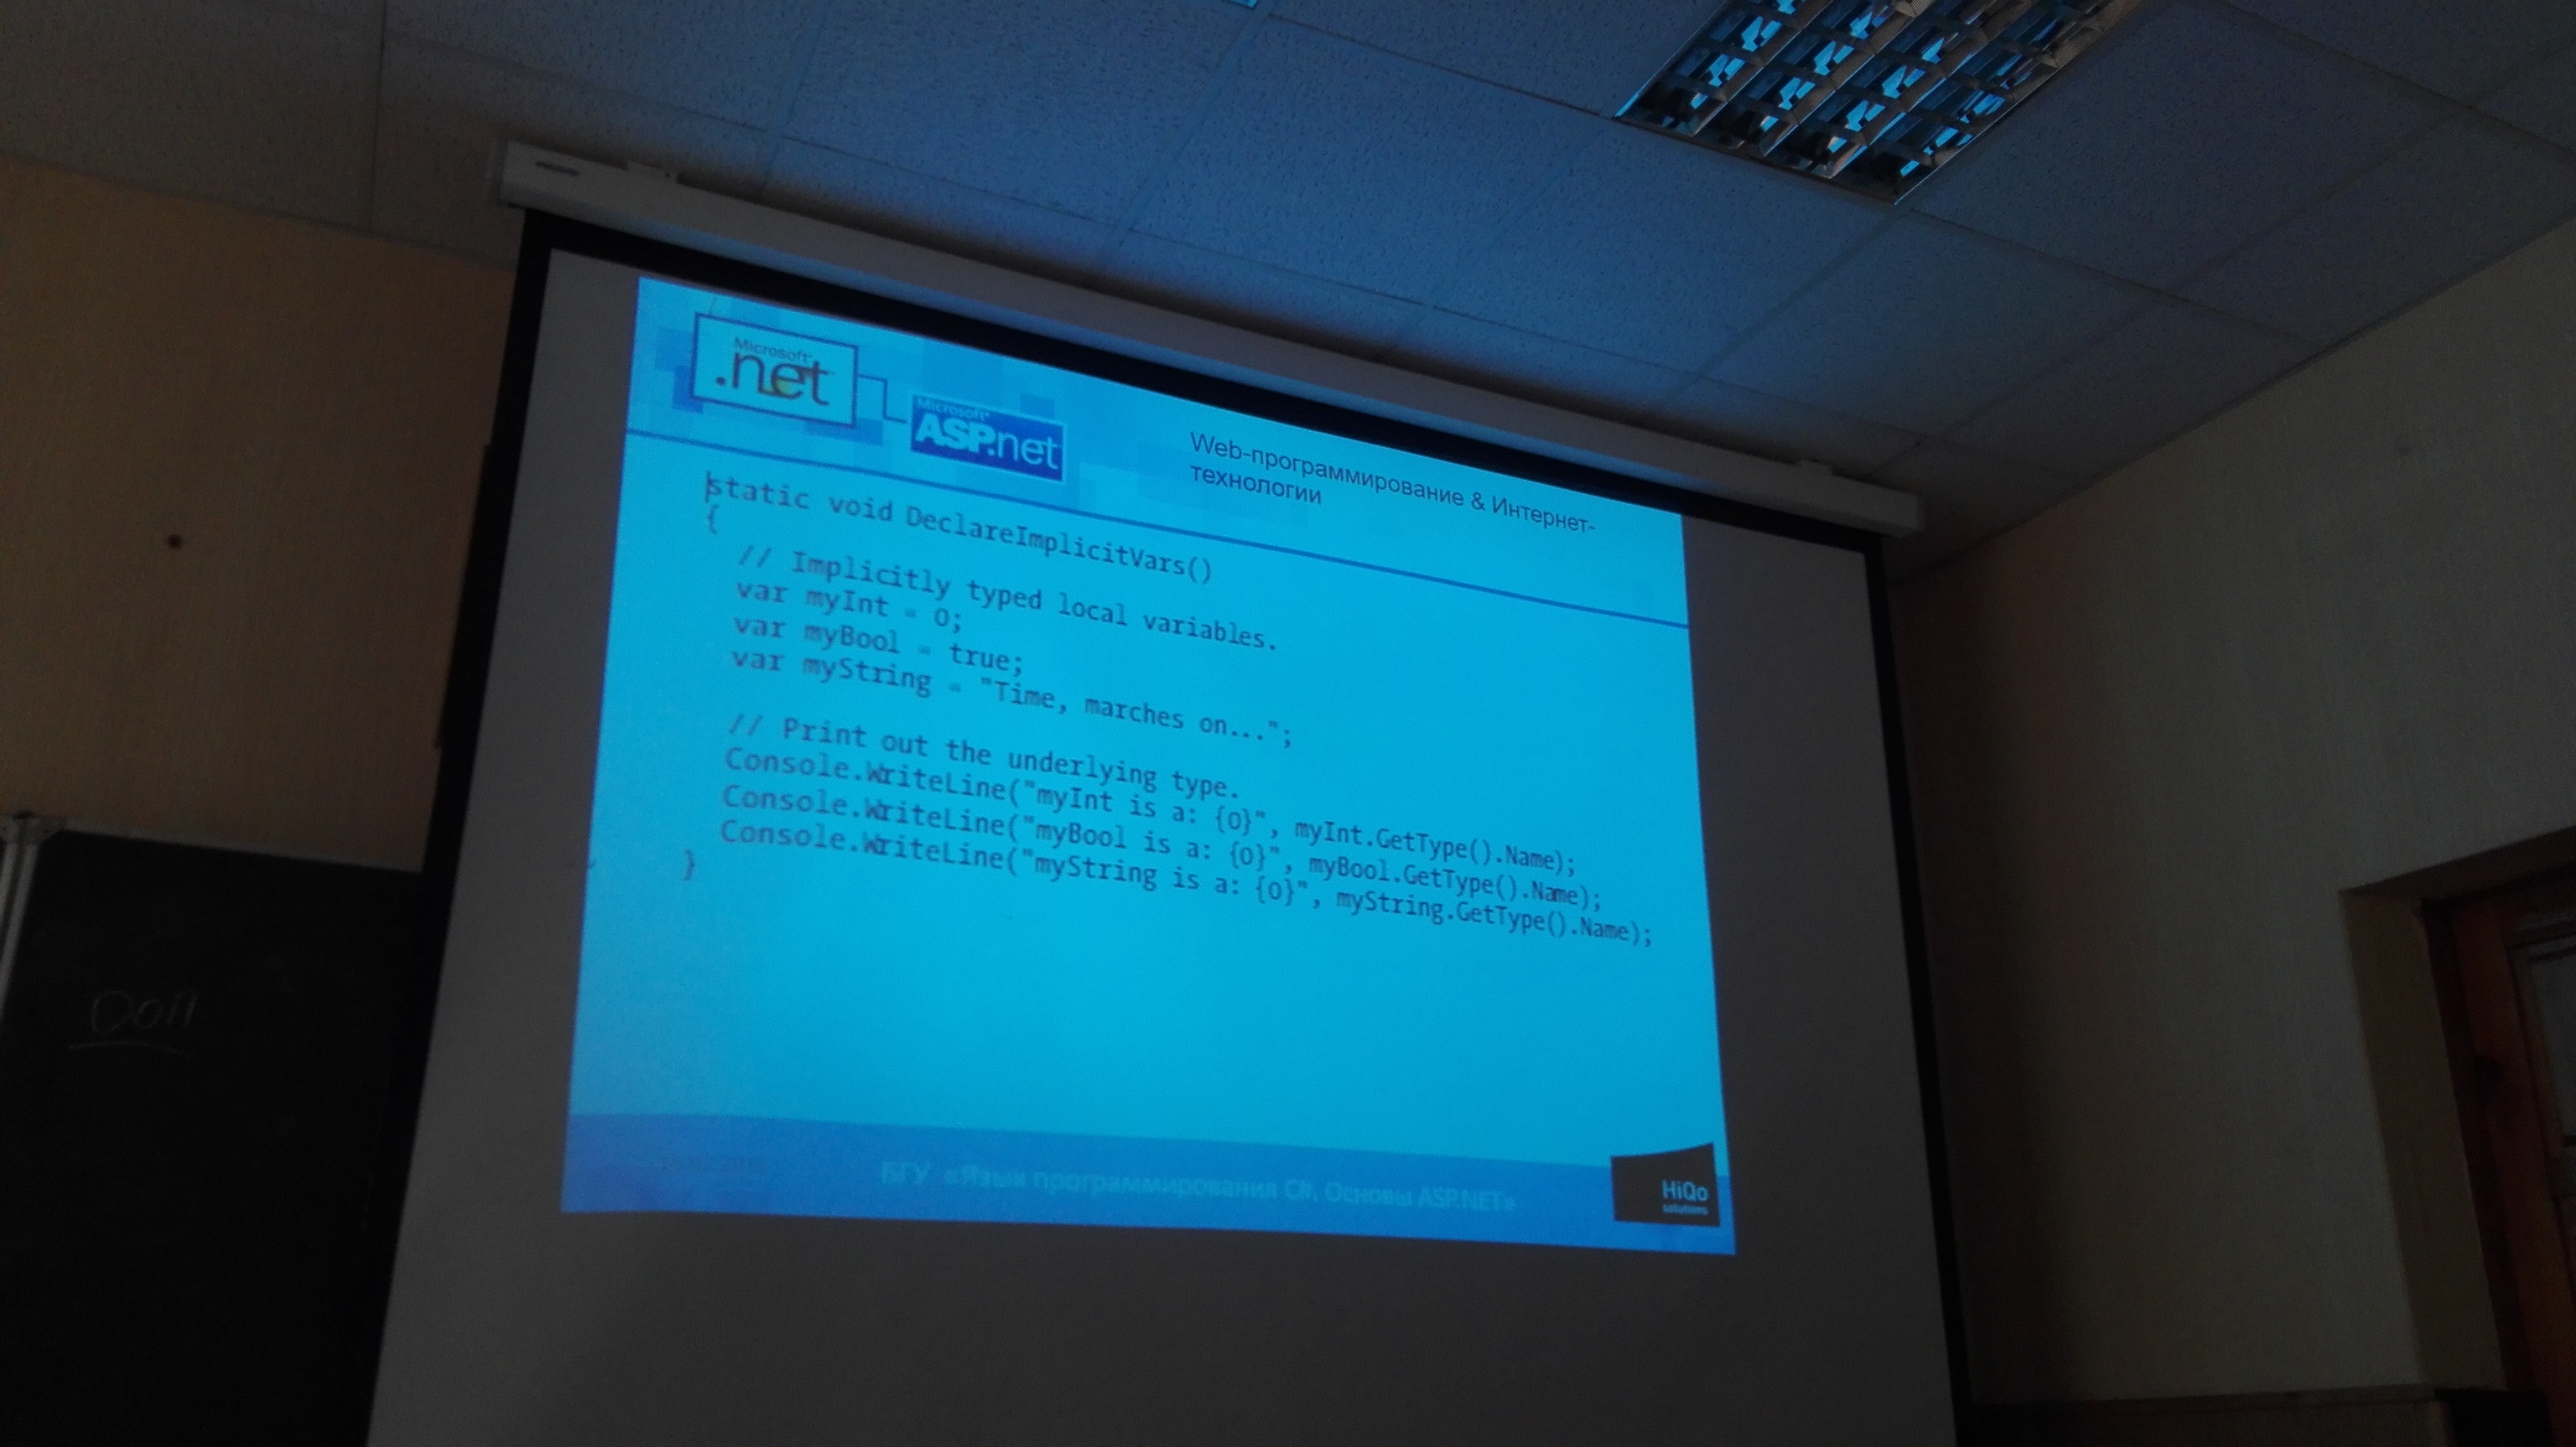 Microsoft
.net
Microsoft
ASP.net
Web-программирование & Интернет-
технологии
static void DeclareImplicitVars()
{
// Implicitly typed local variables.
var myInt = 0;
var myBool = true;
var myString = "Time, marches on...";
// Print out the underlying type.
Console.WriteLine("myInt is a: {0}", myInt.GetType().Name);
Console.WriteLine("myBool is a: {0}", myBool.GetType().Name);
Console.WriteLine("myString is a: {0}", myString.GetType().Name);
}
БГУ «Язык программирования C#. Основы ASP.NET»
HiQo
solutions